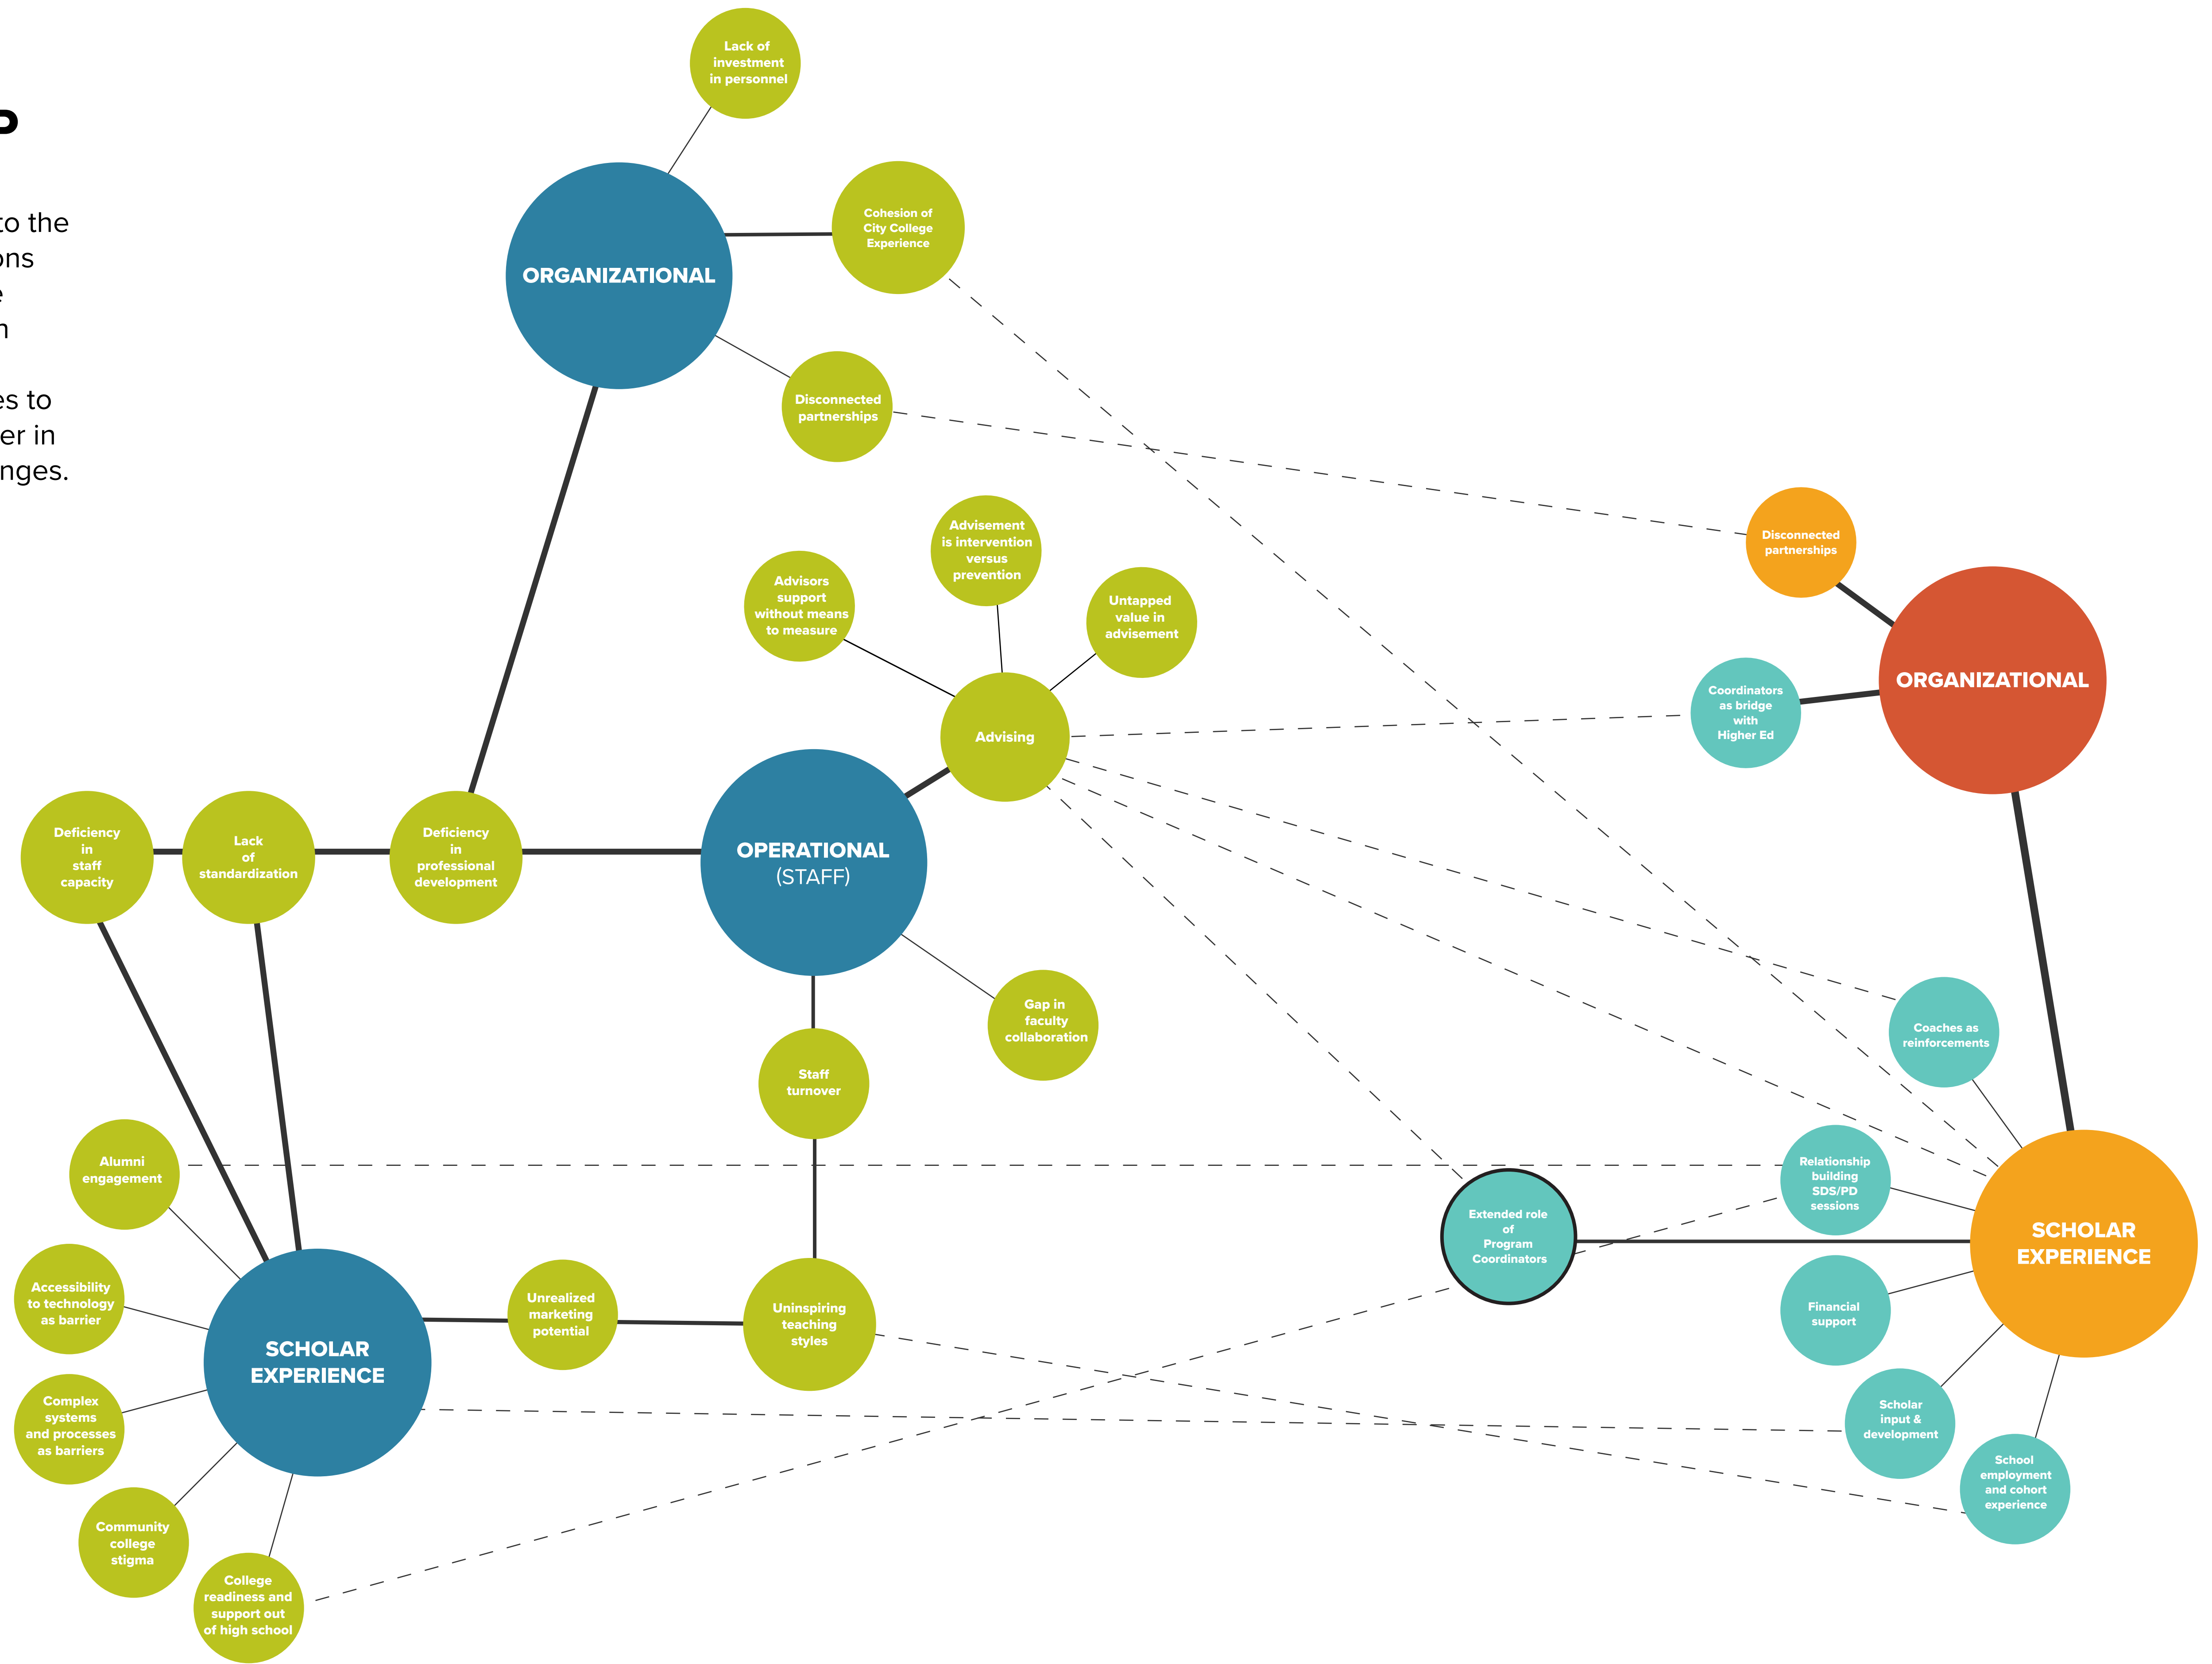 P
to the
ons
e
n
es to
er in
nges.
Lack of
investment
in personnel
ORGANIZATIONAL
Cohesion of
City College
Experience
Disconnected
partnerships
Advisors
support
without means
to measure
Advisement
is intervention
versus
prevention
Untapped
value in
advisement
Advising
Deficiency
in
staff
capacity
Lack
of
standardization
Deficiency
in
professional
development
OPERATIONAL
(STAFF)
Gap in
faculty
collaboration
Staff
turnover
Alumni
engagement
Accessibility
to technology
as barrier
Complex
systems
and processes
as barriers
Community
college
stigma
College
readiness and
support out
of high school
SCHOLAR
EXPERIENCE
Unrealized
marketing
potential
Uninspiring
teaching
styles
Disconnected
partnerships
ORGANIZATIONAL
Coordinators
as bridge
with
Higher Ed
Coaches as
reinforcements
Relationship
building
SDS/PD
sessions
Extended role
of
Program
Coordinators
SCHOLAR
EXPERIENCE
Financial
support
Scholar
input &
development
School
employment
and cohort
experience